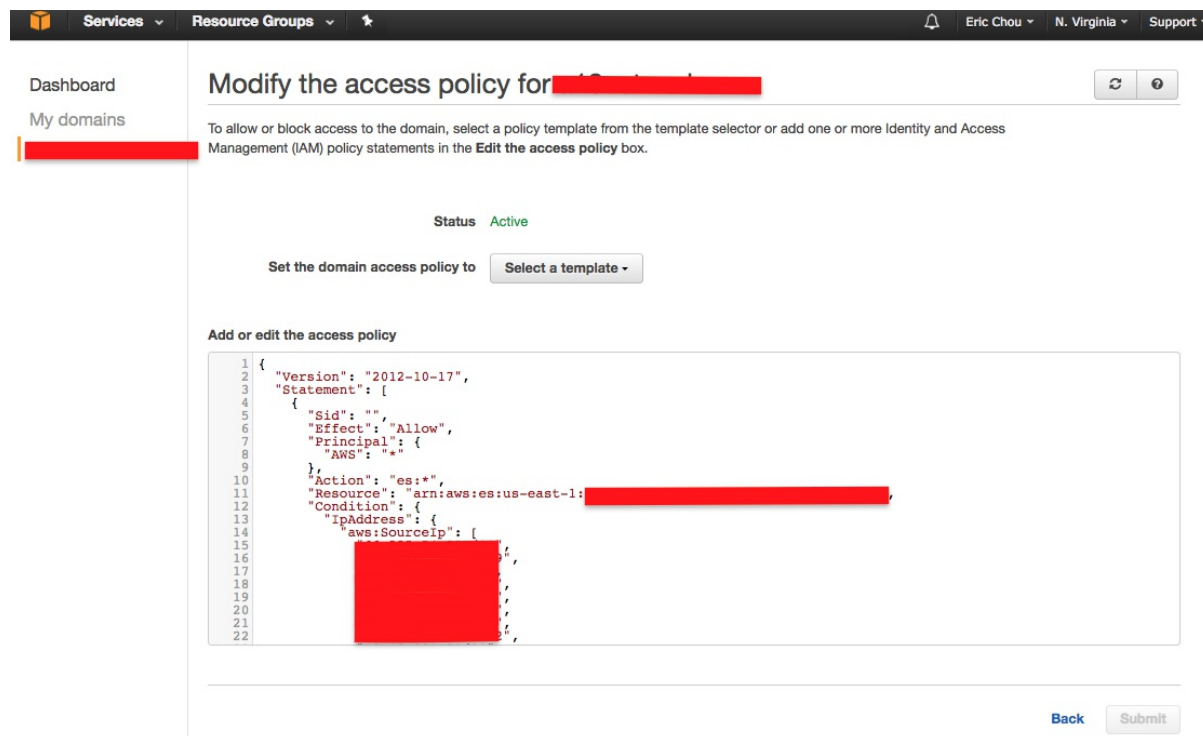 Services Resource Groups Eric Chou N. Virginia Support
Dashboard
My domains
Modify the access policy for
To allow or block access to the domain, select a policy template from the template selector or add one or more Identity and Access
Management (IAM) policy statements in the Edit the access policy box.
Status Active
Set the domain access policy to Select a template
Add or edit the access policy
1 {
2 "Version": "2012-10-17",
3 "Statement": [
4 {
5 "Sid": "",
6 "Effect": "Allow",
7 "Principal": {
8 "AWS": "*"
9 },
10 "Action": "es:*",
11 "Resource": "arn:aws:es:us-east-1: ,
12 "Condition": {
13 "IpAddress": {
14 "aws:SourceIp": [
15 ",
16 ",
17 ,
18 ",
19 ",
20 ",
21 ,
22 ",
Back Submit